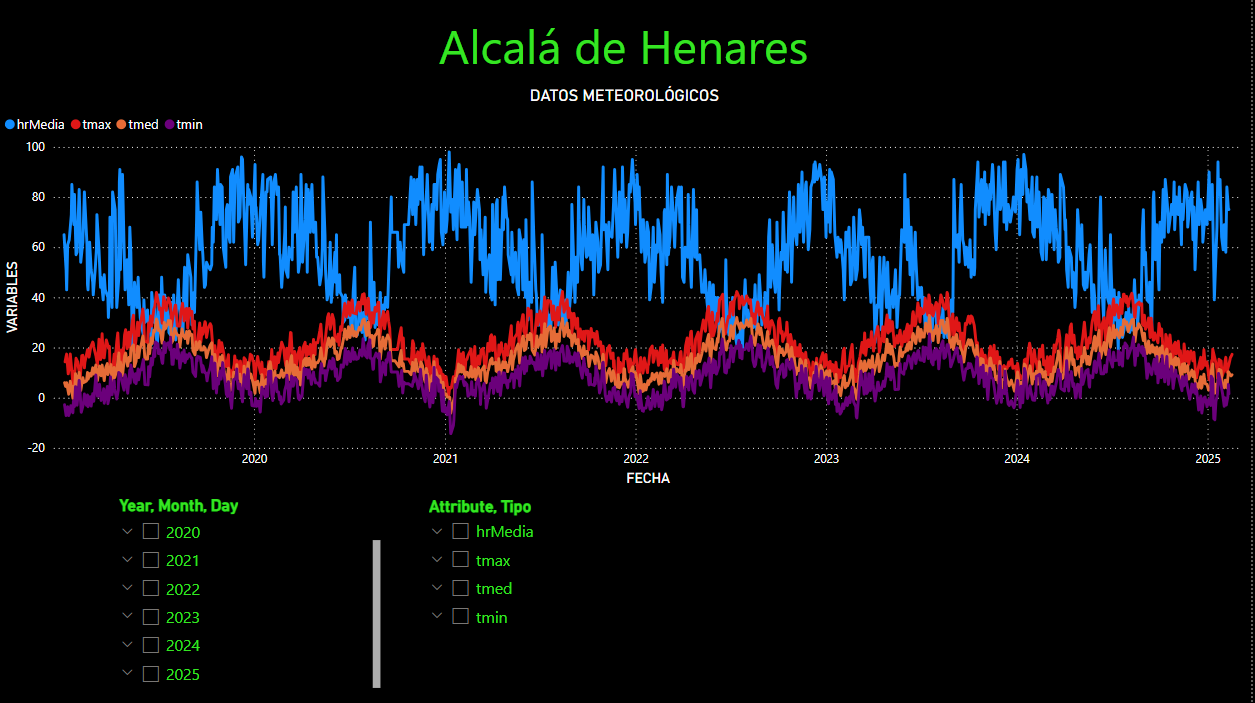 Alcalá de Henares
DATOS METEOROLÓGICOS
hrMedia tmax tmed tmin
100
80
60
40
20
0
-20
VARIABLES
2020 2021 2022 2023 2024 2025
FECHA
Year, Month, Day
2020
2021
2022
2023
2024
2025
Attribute, Tipo
hrMedia
tmax
tmed
tmin